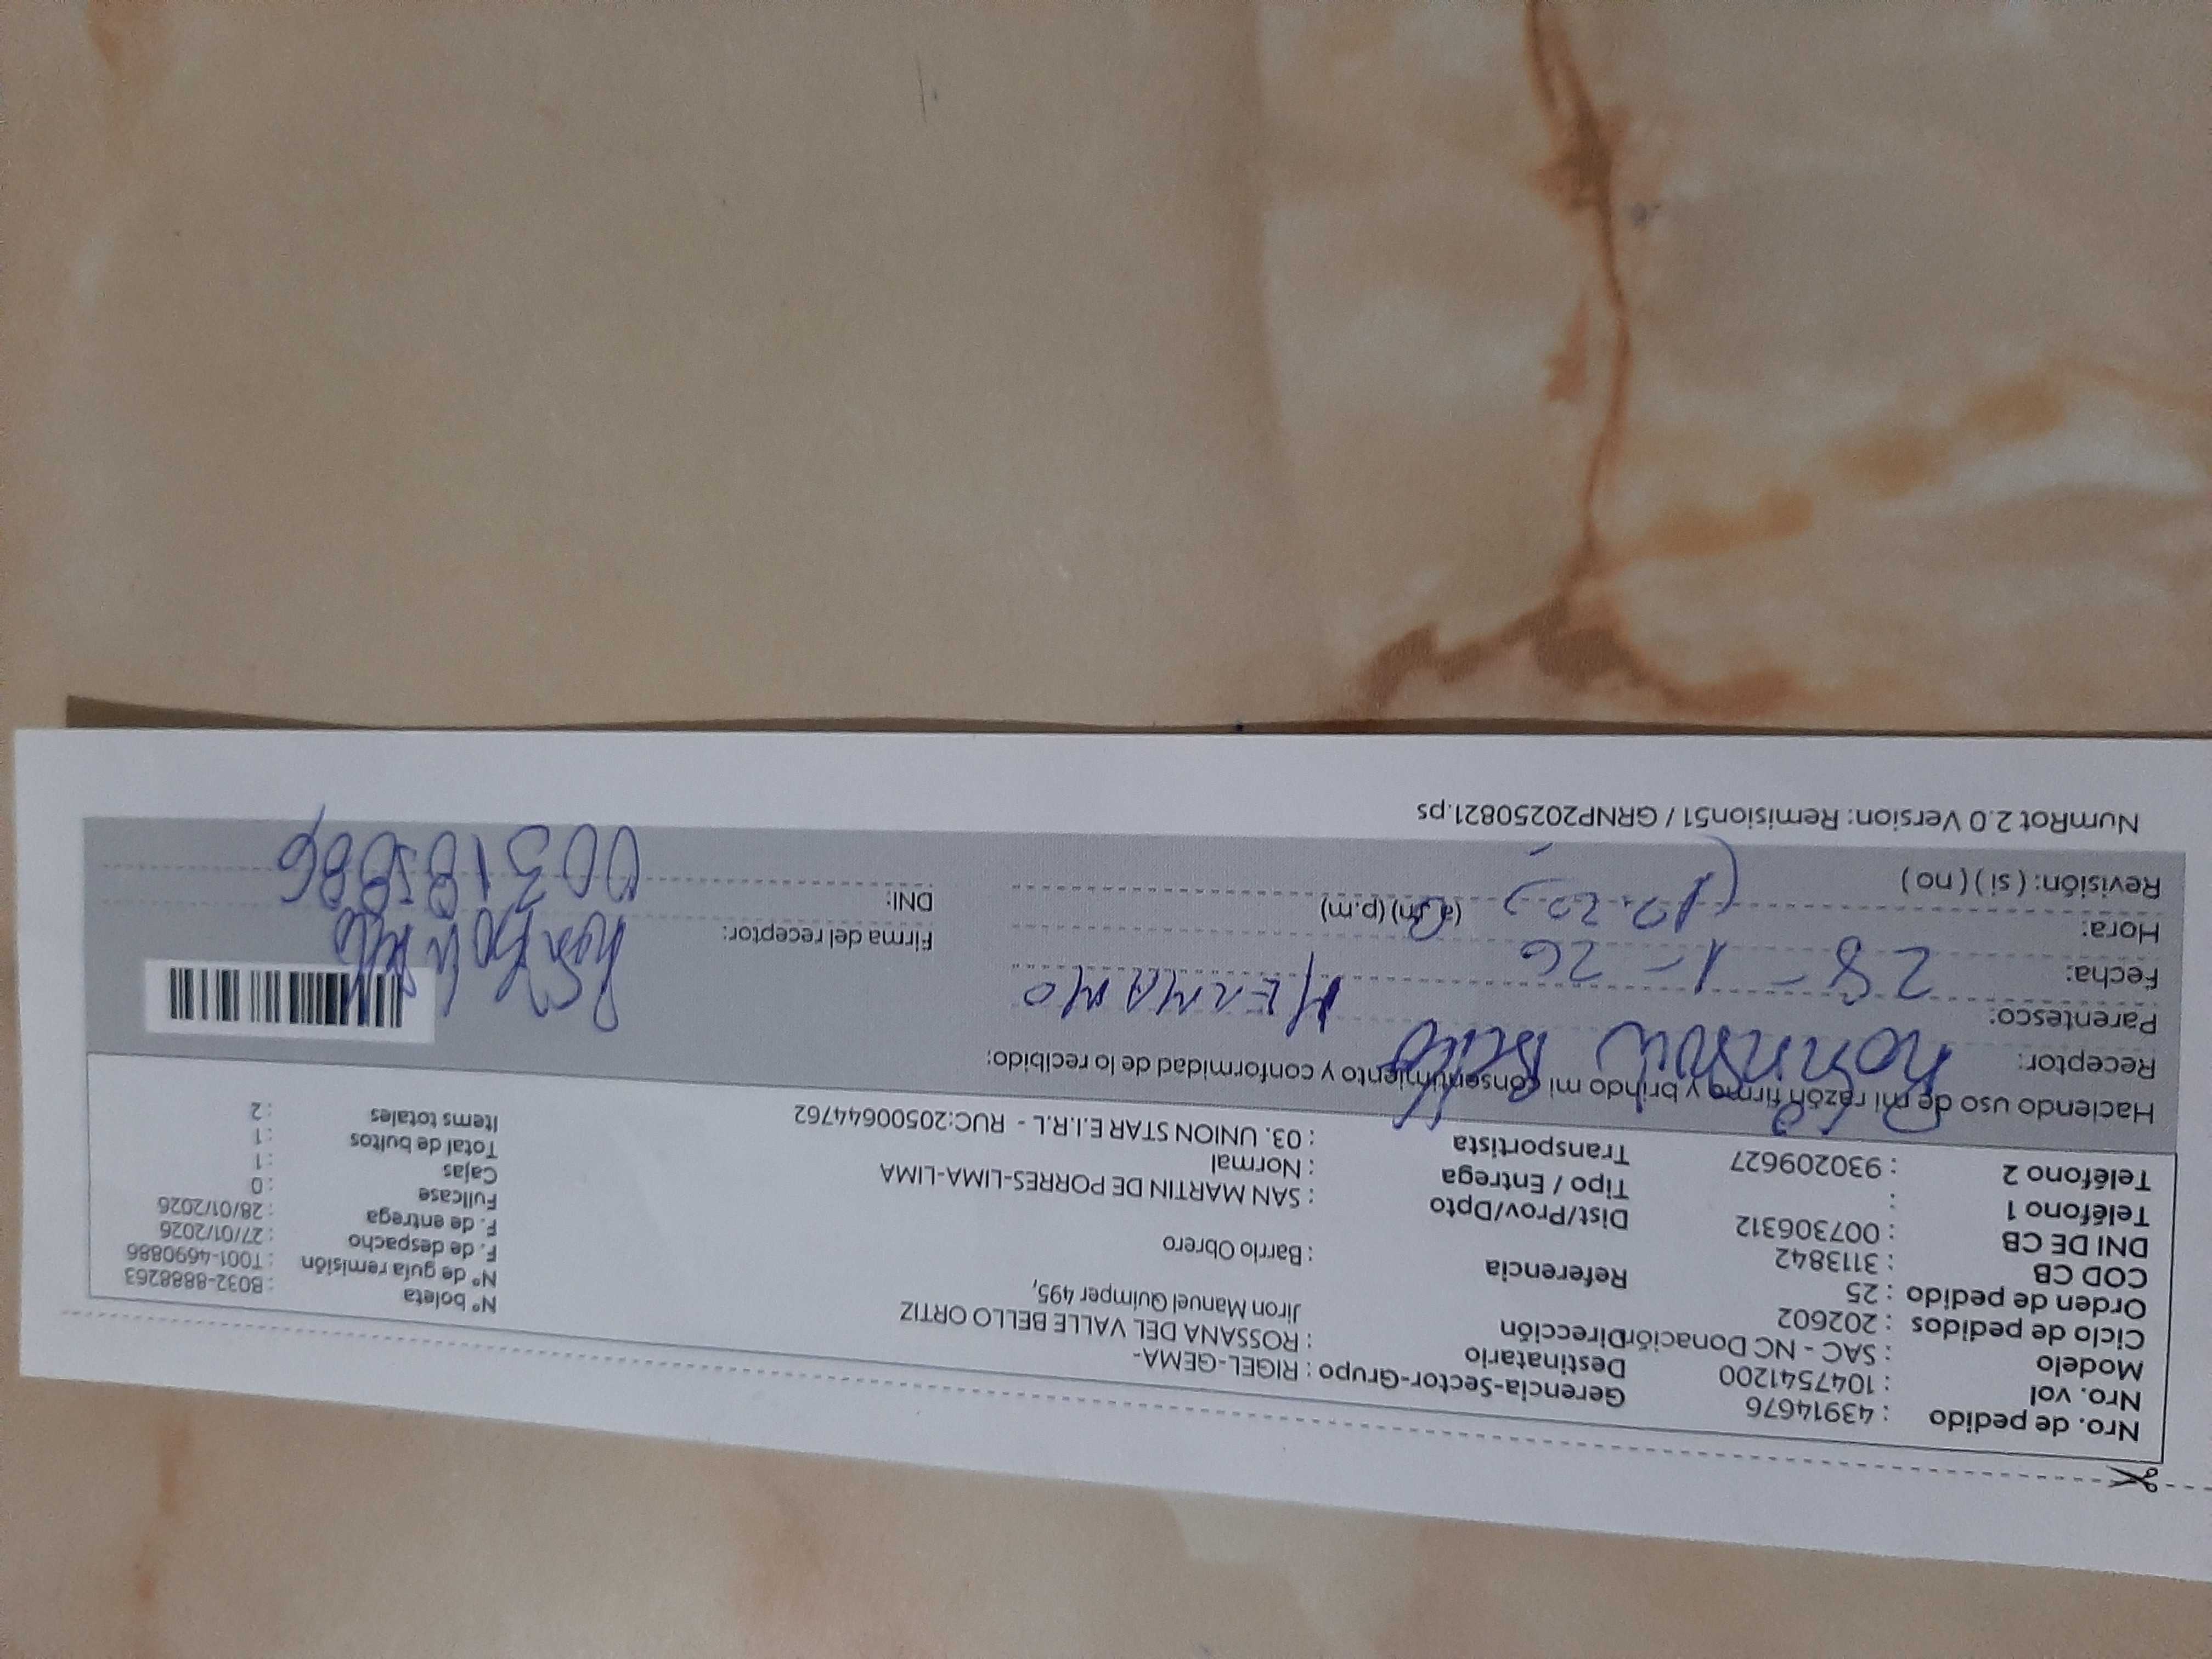 Nro. de pedido : 43914676 Gerencia-Sector-Grupo : RIGEL-GEMA- Nº boleta : B032-8888263
Nro. vol : 1047541200 Destinatario : ROSSANA DEL VALLE BELLO ORTIZ Nº de guía remisión : T001-4690886
Modelo : SAC - NC Donación Dirección Jiron Manuel Quimper 495, F. de despacho : 27/01/2026
Ciclo de pedidos : 202602 F. de entrega : 28/01/2026
Orden de pedido : 25 Referencia : Barrio Obrero Fullcase : 0
COD CB : 3113842 Cajas : 1
DNI DE CB : 007306312 Dist/Prov/Dpto : SAN MARTIN DE PORRES-LIMA-LIMA Total de bultos : 1
Teléfono 1 : Tipo / Entrega : Normal Items totales : 2
Teléfono 2 : 930209627 Transportista : 03. UNION STAR E.I.R.L - RUC:20500644762
Haciendo uso de mi razón firmo y brindo mi consentimiento y conformidad de lo recibido:
Receptor: Bello
Parentesco: HERMANO
Fecha: 28-1-26 Firma del receptor:
Hora: (a.m) (p.m) DNI: 003185086
Revisión: ( si ) ( no )
NumRot 2.0 Version: Remision51 / GRNP20250821.ps